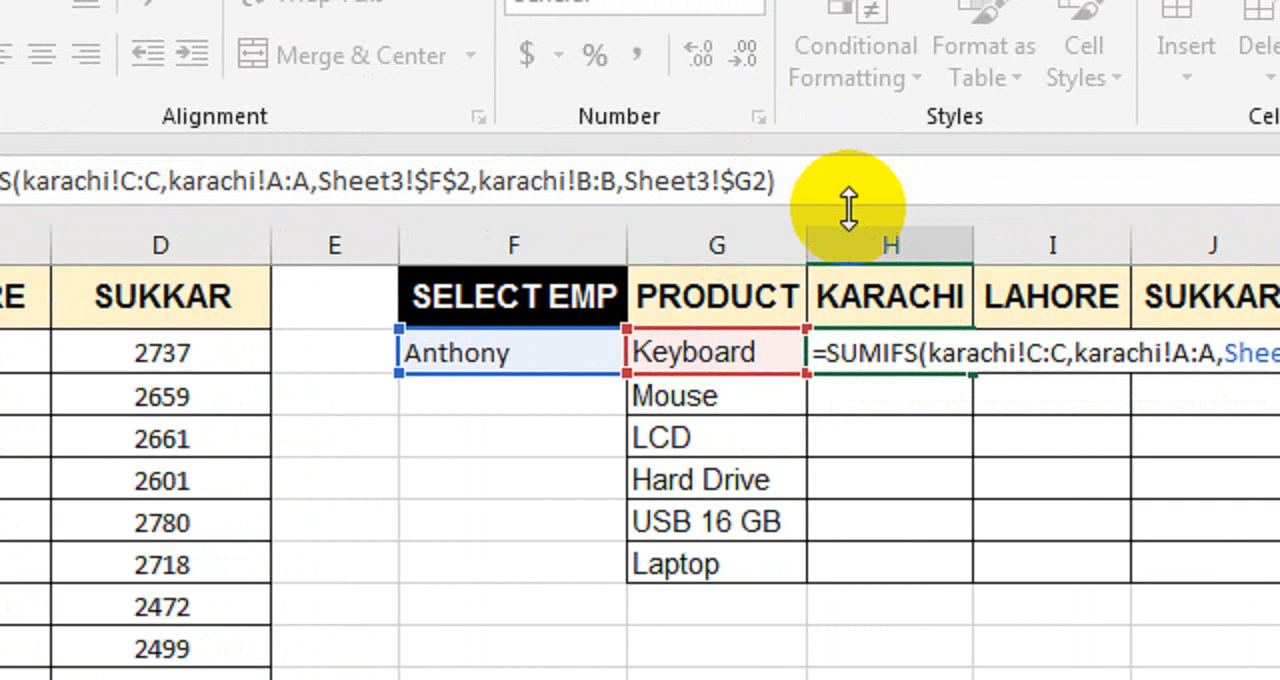 Merge & Center
$ % ,
Conditional Formatting
Format as Table
Cell Styles
Insert
Alignment
Number
Styles
S(karachi!C:C,karachi!A:A,Sheet3!$F$2,karachi!B:B,Sheet3!$G2)
D E F G H I J
RE SUKKAR SELECT EMP PRODUCT KARACHI LAHORE SUKKAR
2737 Anthony Keyboard =SUMIFS(karachi!C:C,karachi!A:A,Shee
2659 Mouse
2661 LCD
2601 Hard Drive
2780 USB 16 GB
2718 Laptop
2472
2499